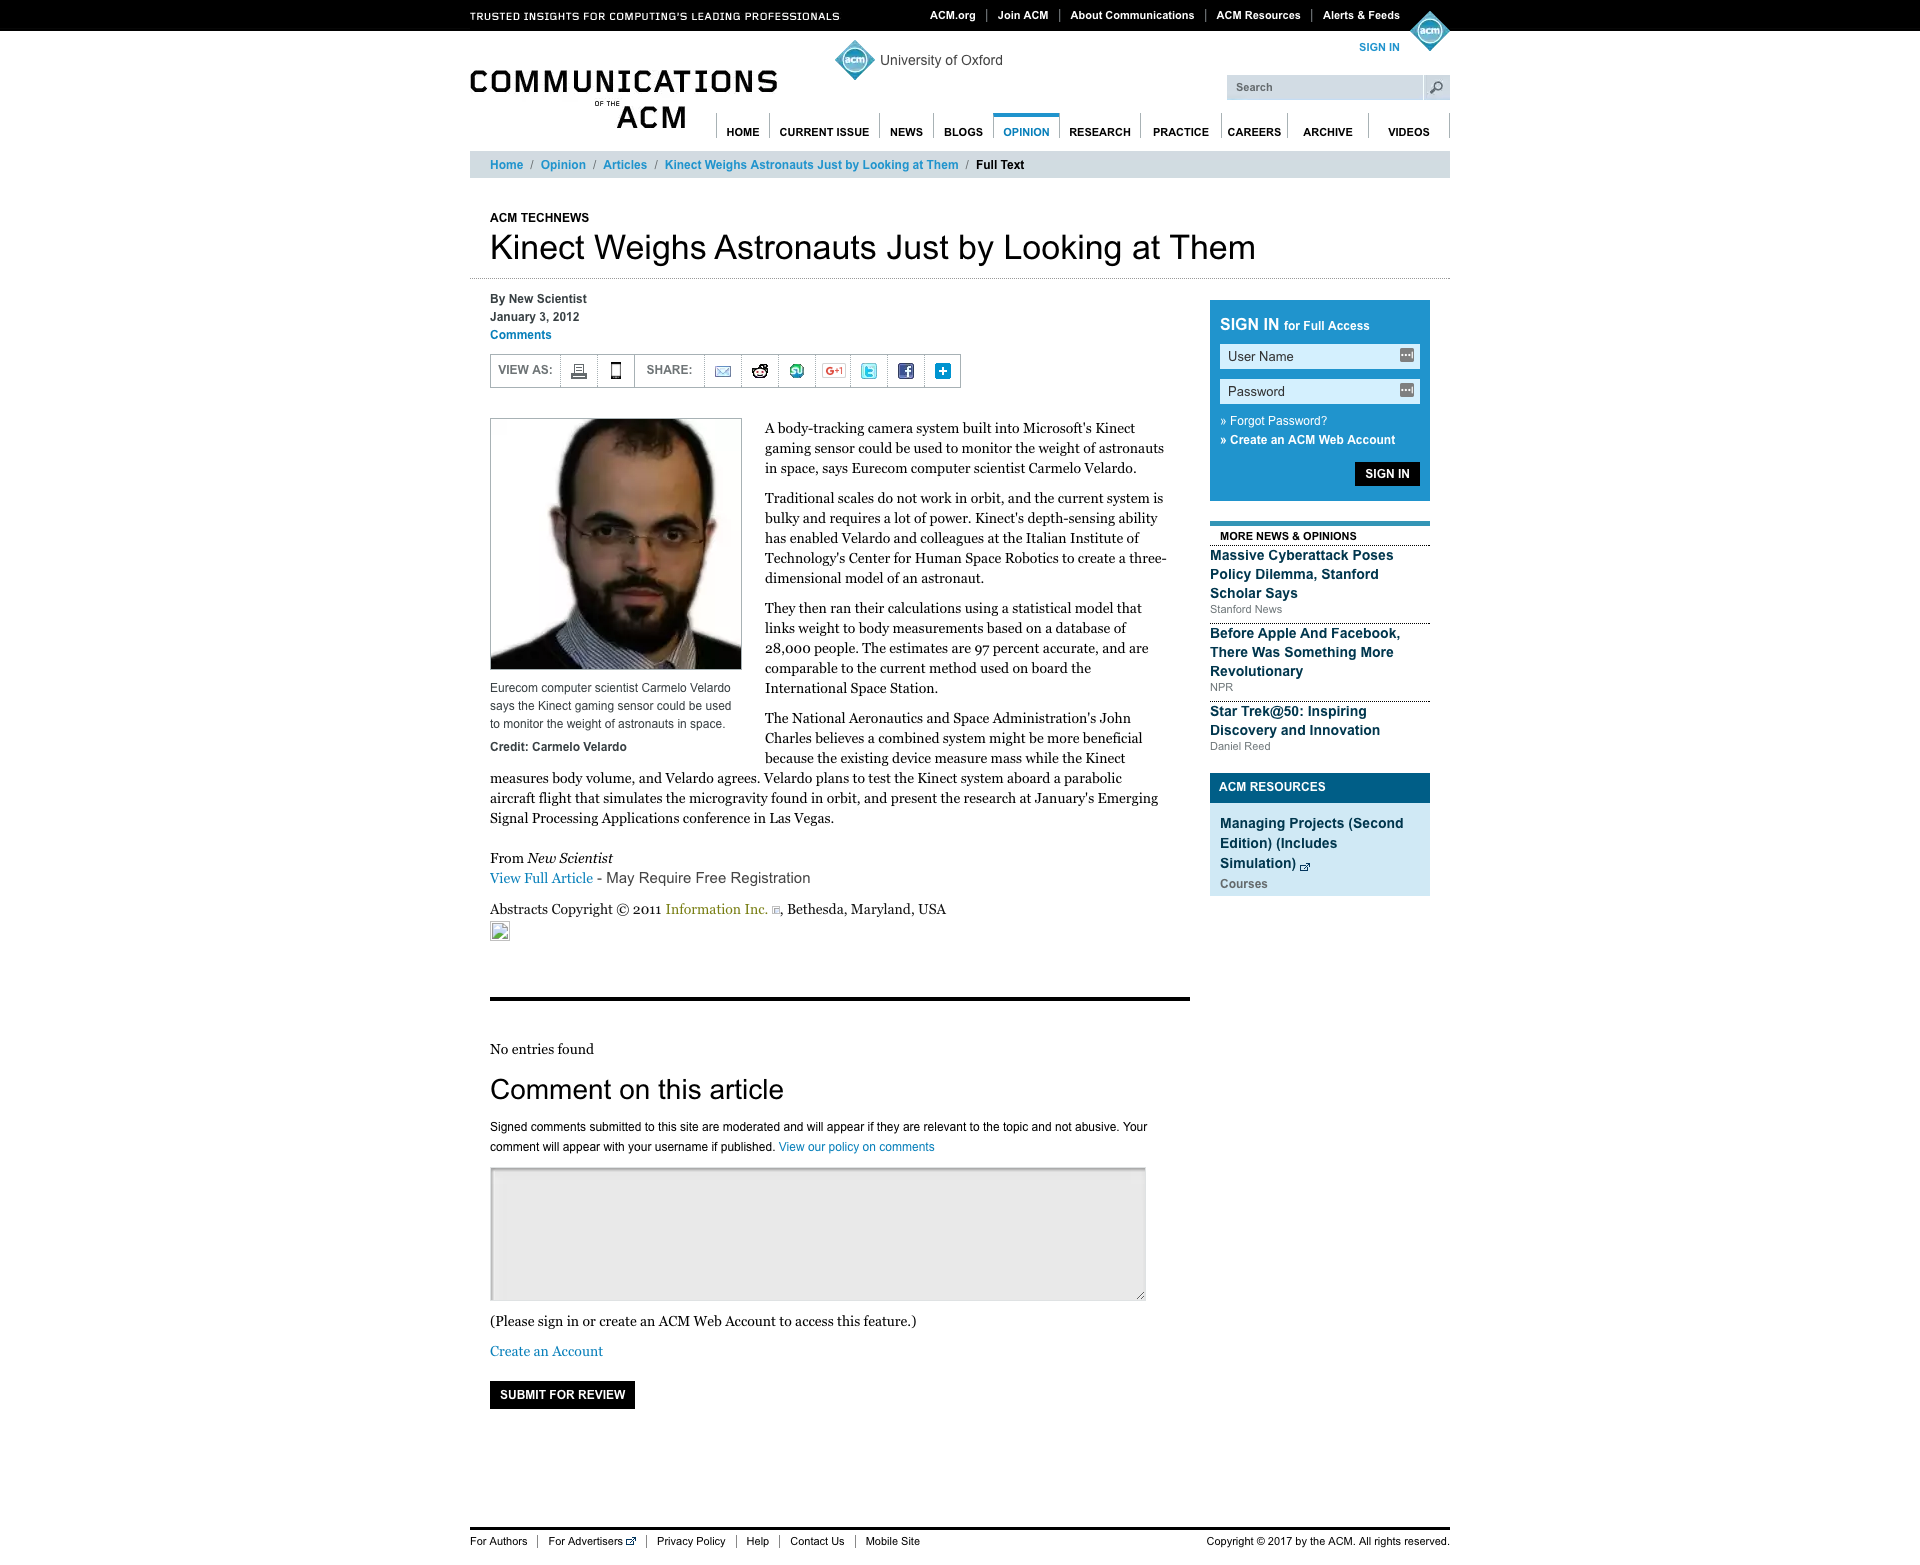 TRUSTED INSIGHTS FOR COMPUTING'S LEADING PROFESSIONALS
ACM.org | Join ACM | About Communications | ACM Resources | Alerts & Feeds
acm
SIGN IN
acm University of Oxford
COMMUNICATIONS
OF THE
ACM
Search
HOME CURRENT ISSUE NEWS BLOGS OPINION RESEARCH PRACTICE CAREERS ARCHIVE VIDEOS
Home / Opinion / Articles / Kinect Weighs Astronauts Just by Looking at Them / Full Text
ACM TECHNEWS
Kinect Weighs Astronauts Just by Looking at Them
By New Scientist
January 3, 2012
Comments
VIEW AS: SHARE: G+1
A body-tracking camera system built into Microsoft's Kinect
gaming sensor could be used to monitor the weight of astronauts
in space, says Eurecom computer scientist Carmelo Velardo.
Traditional scales do not work in orbit, and the current system is
bulky and requires a lot of power. Kinect's depth-sensing ability
has enabled Velardo and colleagues at the Italian Institute of
Technology's Center for Human Space Robotics to create a three-
dimensional model of an astronaut.
They then ran their calculations using a statistical model that
links weight to body measurements based on a database of
28,000 people. The estimates are 97 percent accurate, and are
comparable to the current method used on board the
International Space Station.
Eurecom computer scientist Carmelo Velardo
says the Kinect gaming sensor could be used
to monitor the weight of astronauts in space.
Credit: Carmelo Velardo
The National Aeronautics and Space Administration's John
Charles believes a combined system might be more beneficial
because the existing device measure mass while the Kinect
measures body volume, and Velardo agrees. Velardo plans to test the Kinect system aboard a parabolic
aircraft flight that simulates the microgravity found in orbit, and present the research at January's Emerging
Signal Processing Applications conference in Las Vegas.
From New Scientist
View Full Article - May Require Free Registration
Abstracts Copyright © 2011 Information Inc. , Bethesda, Maryland, USA
SIGN IN for Full Access
User Name
Password
» Forgot Password?
» Create an ACM Web Account
SIGN IN
MORE NEWS & OPINIONS
Massive Cyberattack Poses
Policy Dilemma, Stanford
Scholar Says
Stanford News
Before Apple And Facebook,
There Was Something More
Revolutionary
NPR
Star Trek@50: Inspiring
Discovery and Innovation
Daniel Reed
ACM RESOURCES
Managing Projects (Second
Edition) (Includes
Simulation)
Courses
No entries found
Comment on this article
Signed comments submitted to this site are moderated and will appear if they are relevant to the topic and not abusive. Your
comment will appear with your username if published. View our policy on comments
(Please sign in or create an ACM Web Account to access this feature.)
Create an Account
SUBMIT FOR REVIEW
For Authors | For Advertisers | Privacy Policy | Help | Contact Us | Mobile Site
Copyright © 2017 by the ACM. All rights reserved.